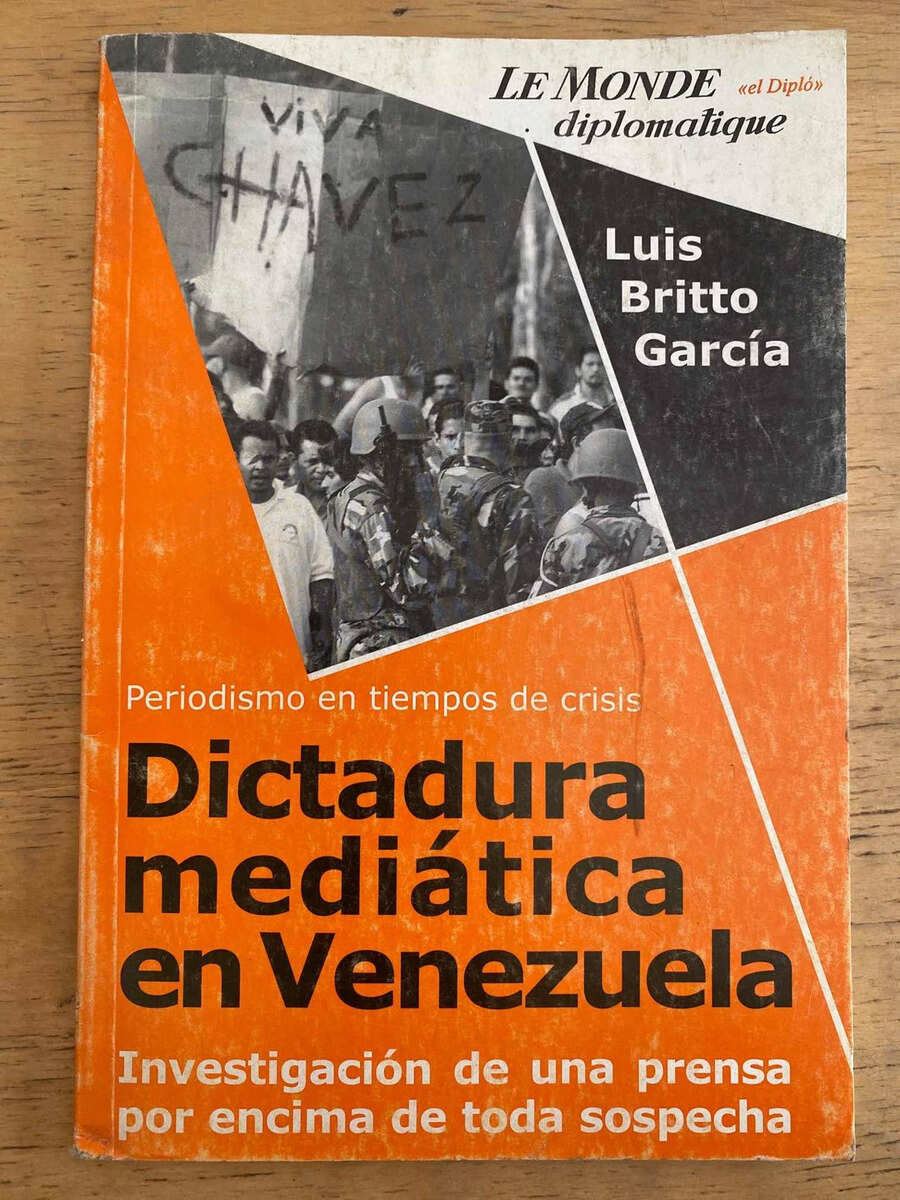 VIVA
CHAVEZ
LE MONDE «el Dipló»
diplomatique
Luis
Britto
García
Periodismo en tiempos de crisis
Dictadura
mediática
en Venezuela
Investigación de una prensa
por encima de toda sospecha